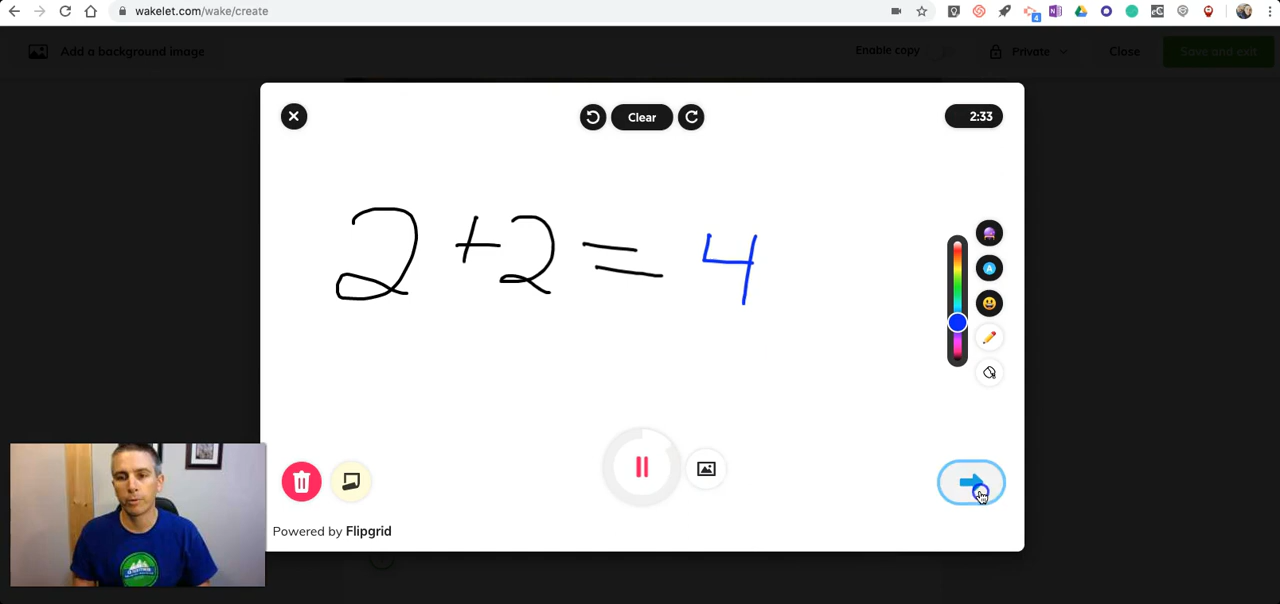 wakelet.com/wake/create
4
Add a background image
Enable copy
Private
Close
Save and exit
Clear
2:33
2 + 2 = 4
A
Powered by Flipgrid